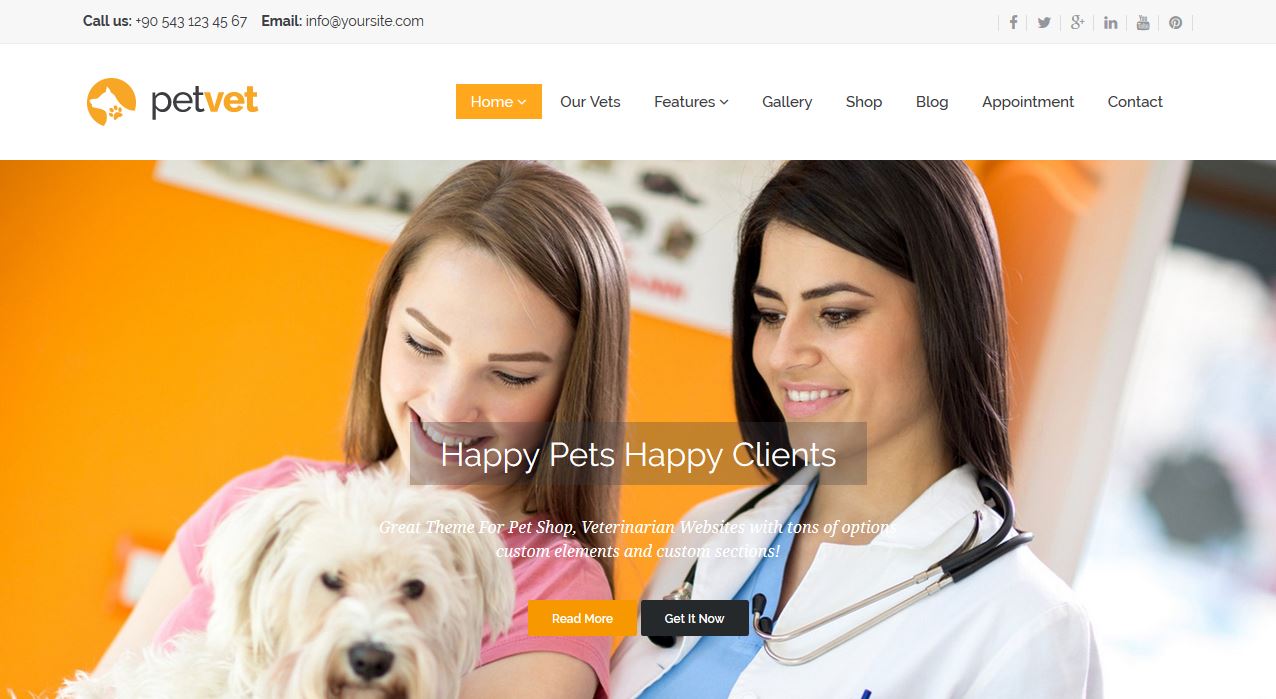 Call us: +90 543 123 45 67 Email: info@yoursite.com
petvet
Home Our Vets Features Gallery Shop Blog Appointment Contact
Happy Pets Happy Clients
Great Theme For Pet Shop, Veterinarian Websites with tons of options
custom elements and custom sections!
Read More Get It Now